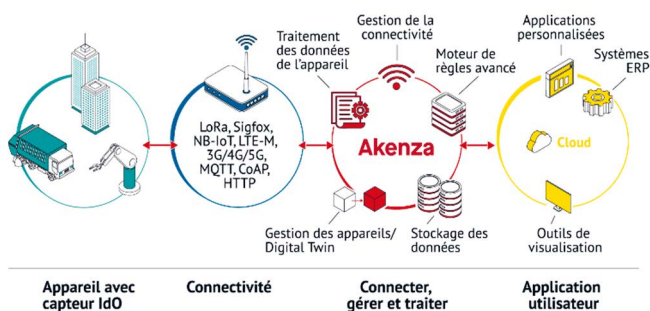 Traitement
des données
de l'appareil
Gestion de la
connectivité
Moteur de
règles avancé
Applications
personnalisées
Systèmes
ERP
LoRa, Sigfox,
NB-IoT, LTE-M,
3G/4G/5G,
MQTT, CoAP,
HTTP
Akenza
Cloud
Gestion des appareils/
Digital Twin
Stockage des
données
Outils de
visualisation
Appareil avec
capteur IdO
Connectivité
Connecter,
gérer et traiter
Application
utilisateur